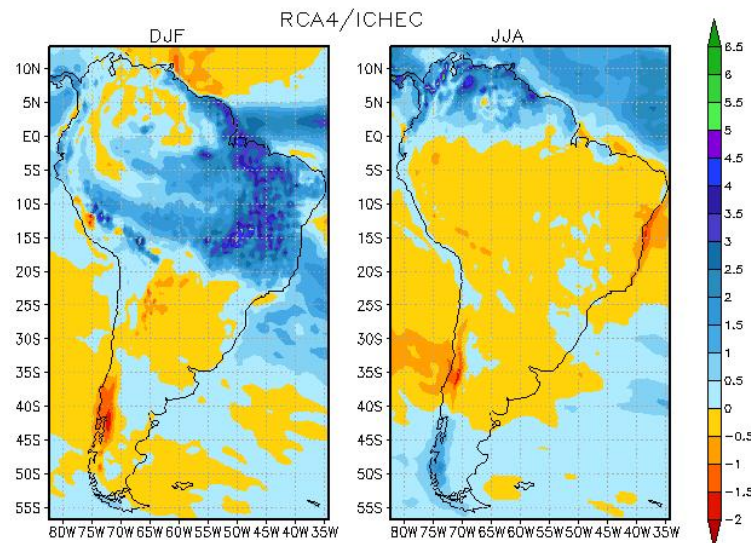 RCA4/ICHEC
DJF
JJA
10N
5N
EQ
5S
10S
15S
20S
25S
30S
35S
40S
45S
50S
55S
80W 75W 70W 65W 60W 55W 50W 45W 40W 35W
10N
5N
EQ
5S
10S
15S
20S
25S
30S
35S
40S
45S
50S
55S
80W 75W 70W 65W 60W 55W 50W 45W 40W 35W
6.5
6
5.5
5
4.5
4
3.5
3
2.5
2
1.5
1
0.5
0
-0.5
-1
-1.5
-2